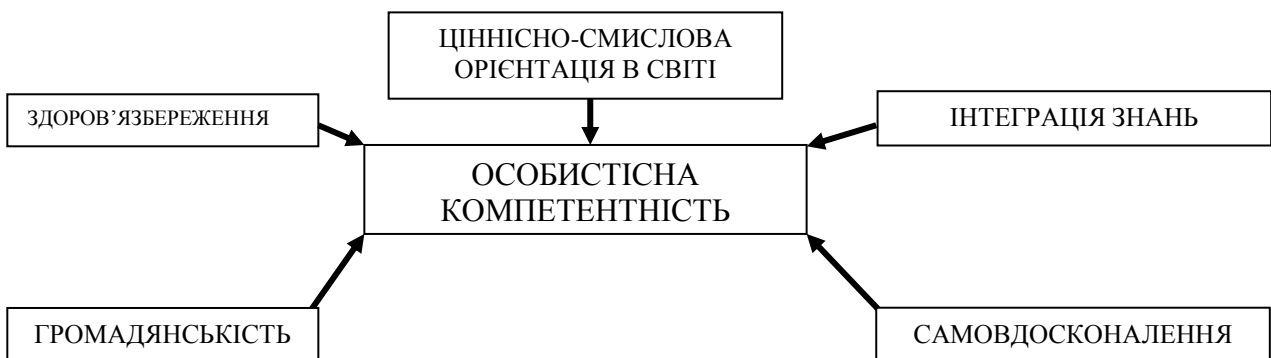 ЦІННІСНО-СМИСЛОВА
ОРІЄНТАЦІЯ В СВІТІ
ЗДОРОВ’ЯЗБЕРЕЖЕННЯ
ІНТЕГРАЦІЯ ЗНАНЬ
ОСОБИСТІСНА
КОМПЕТЕНТНІСТЬ
ГРОМАДЯНСЬКІСТЬ
САМОВДОСКОНАЛЕННЯ